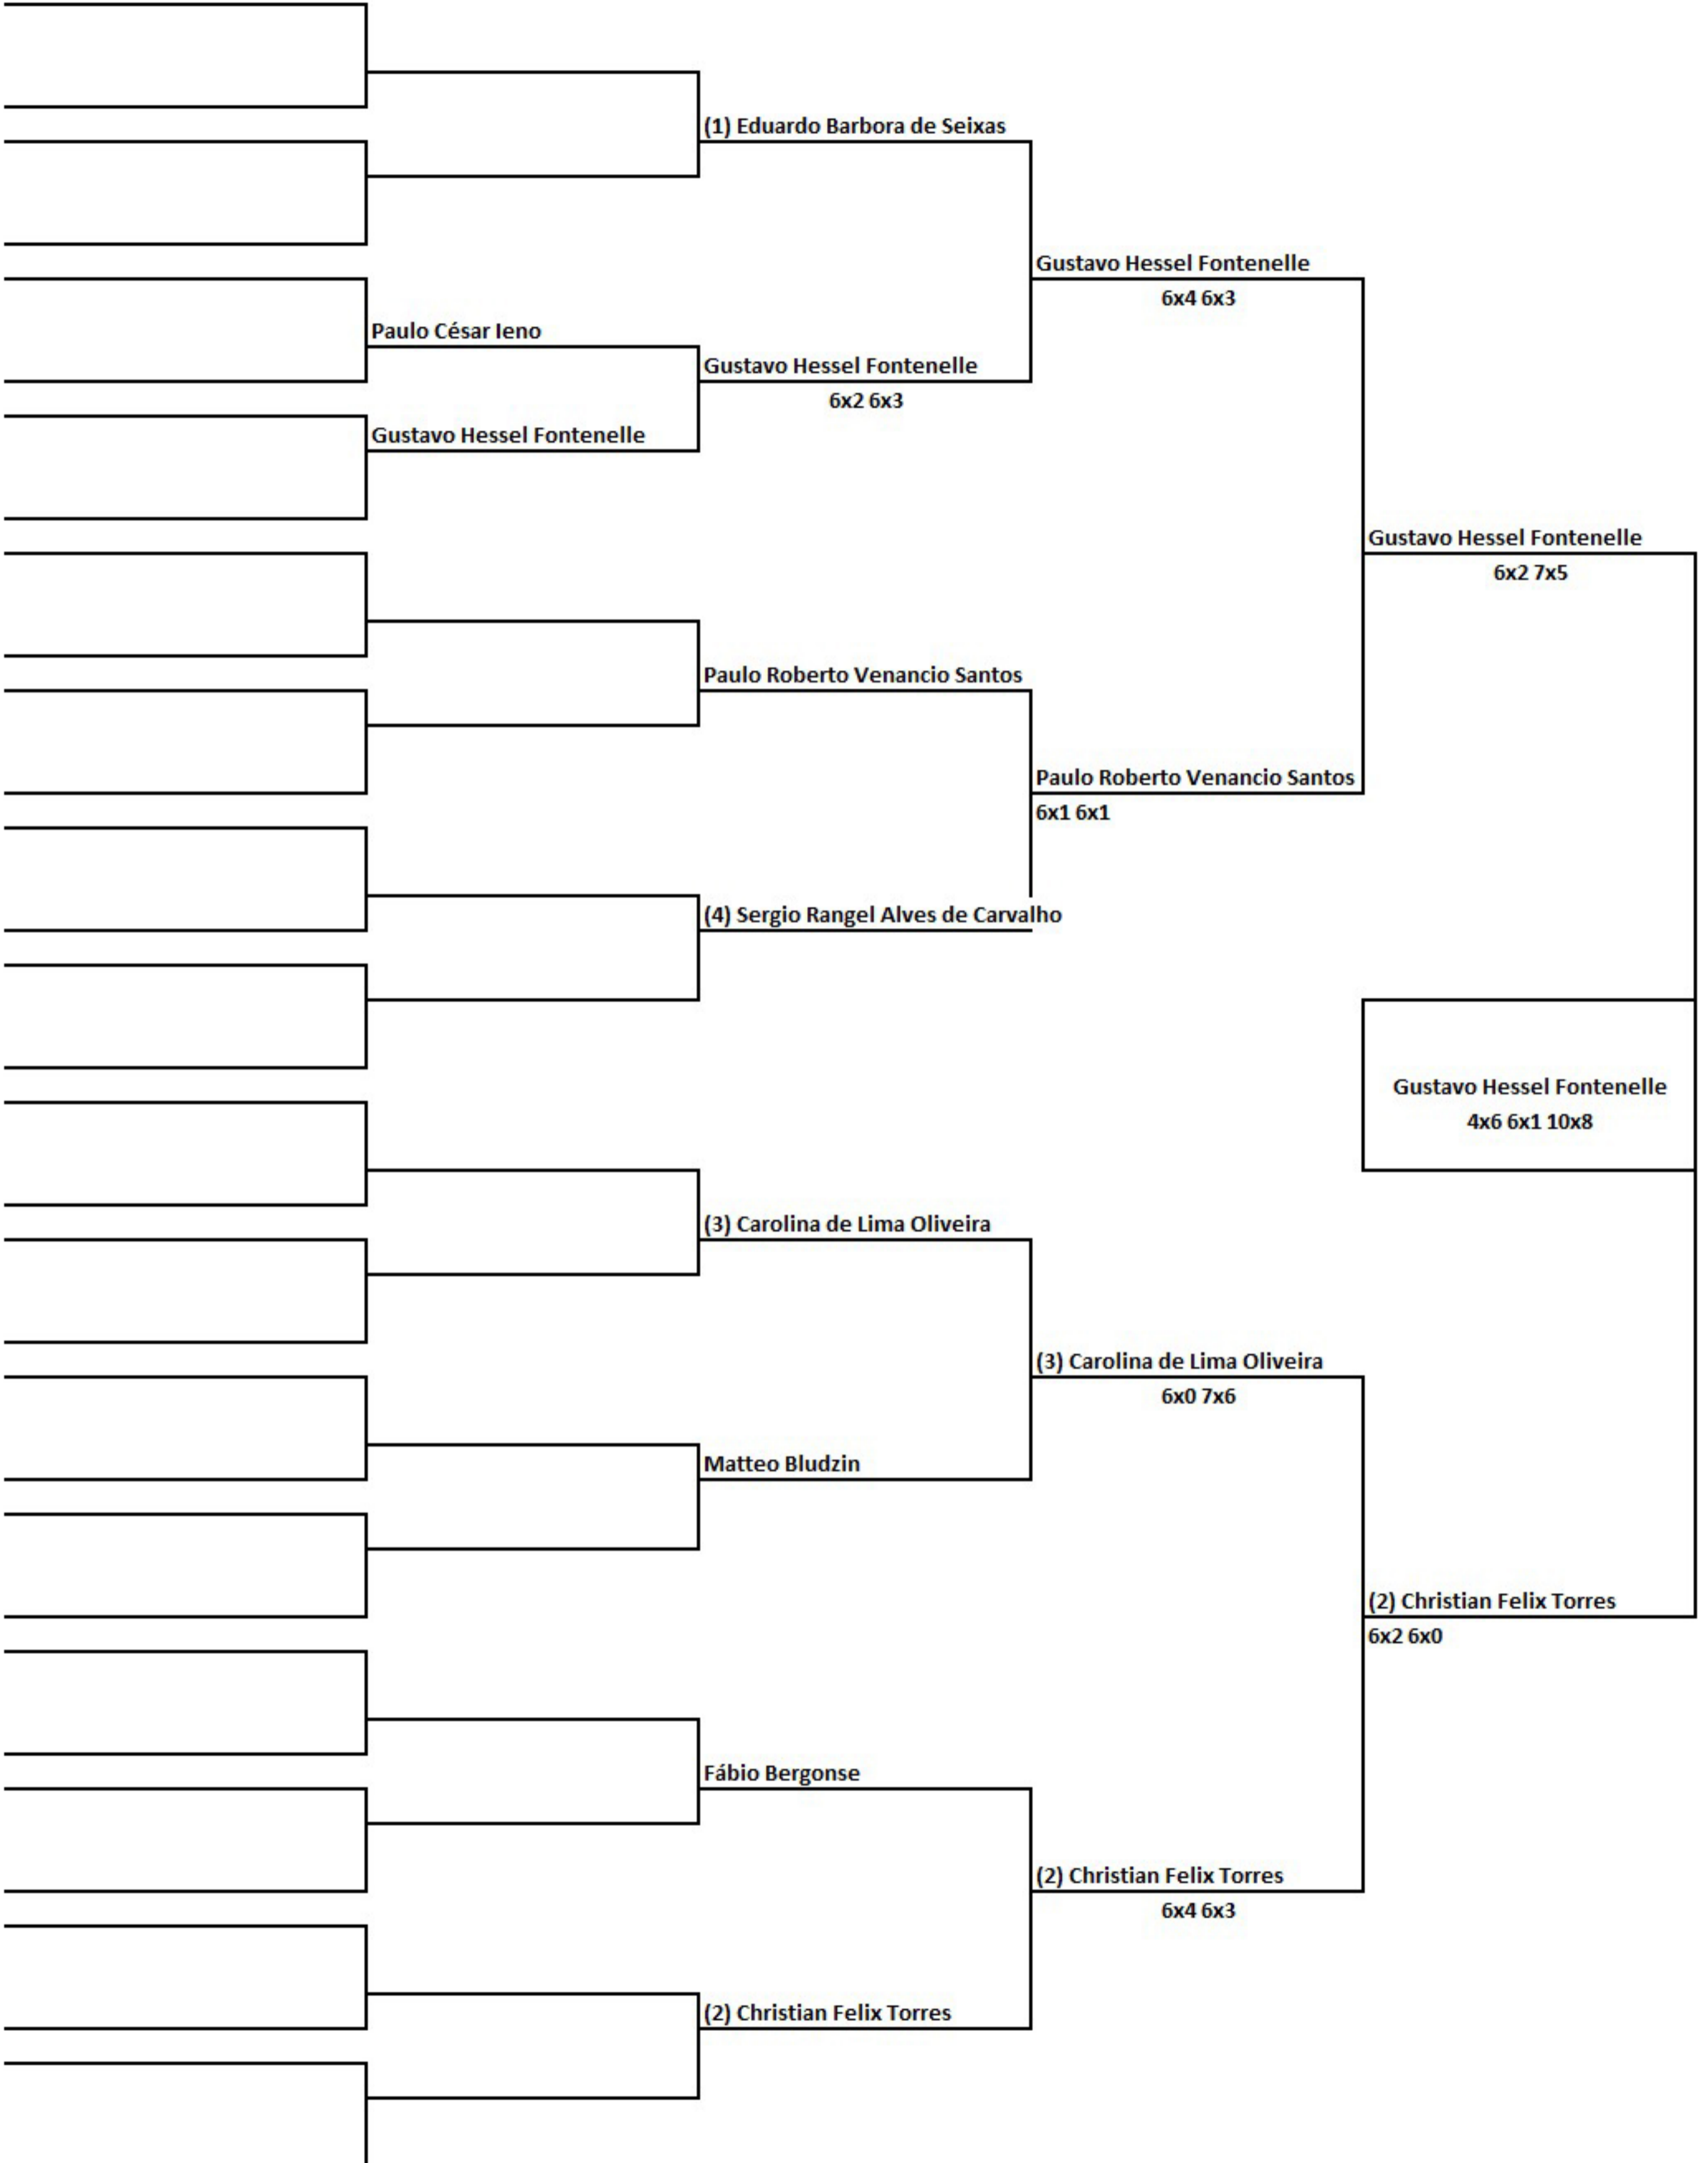 (1) Eduardo Barbora de Seixas
Gustavo Hessel Fontenelle
6x4 6x3
Paulo César Ieno
Gustavo Hessel Fontenelle
6x2 6x3
Gustavo Hessel Fontenelle
Gustavo Hessel Fontenelle
6x2 7x5
Paulo Roberto Venancio Santos
Paulo Roberto Venancio Santos
6x1 6x1
(4) Sergio Rangel Alves de Carvalho
Gustavo Hessel Fontenelle
4x6 6x1 10x8
(3) Carolina de Lima Oliveira
(3) Carolina de Lima Oliveira
6x0 7x6
Matteo Bludzin
(2) Christian Felix Torres
6x2 6x0
Fábio Bergonse
(2) Christian Felix Torres
6x4 6x3
(2) Christian Felix Torres